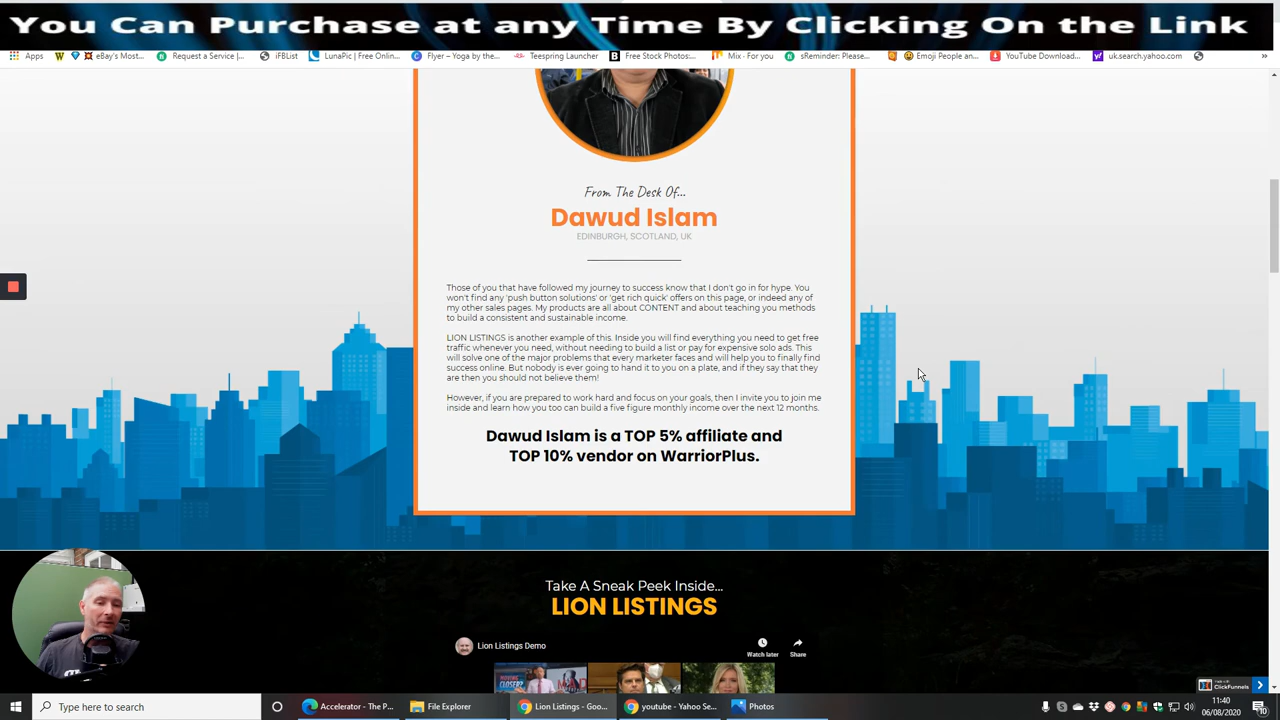 You Can Purchase at any Time By Clicking On the Link
Apps
eBay's Most...
Request a Service |...
iFBList
LunaPic | Free Onlin...
Flyer – Yoga by the...
Teespring Launcher
Free Stock Photos:...
Mix · For you
sReminder: Please...
Emoji People an...
YouTube Download...
uk.search.yahoo.com
»
From The Desk Of...
Dawud Islam
EDINBURGH, SCOTLAND, UK
Those of you that have followed my journey to success know that I don't go in for hype. You
won't find any 'push button solutions' or 'get rich quick' offers on this page, or indeed any of
my other sales pages. My products are all about CONTENT and about teaching you methods
to build a consistent and sustainable income.
LION LISTINGS is another example of this. Inside you will find everything you need to get free
traffic whenever you need, without needing to build a list or pay for expensive solo ads. This
will solve one of the major problems that every marketer faces and will help you to finally find
success online. But nobody is ever going to hand it to you on a plate, and if they say that they
are then you should not believe them!
However, if you are prepared to work hard and focus on your goals, then I invite you to join me
inside and learn how you too can build a five figure monthly income over the next 12 months.
Dawud Islam is a TOP 5% affiliate and
TOP 10% vendor on WarriorPlus.
Take A Sneak Peek Inside...
LION LISTINGS
Lion Listings Demo
Watch later
Share
ClickFunnels
Type here to search
Accelerator - The P...
File Explorer
Lion Listings - Goo...
youtube - Yahoo Se...
Photos
11:40
06/08/2020